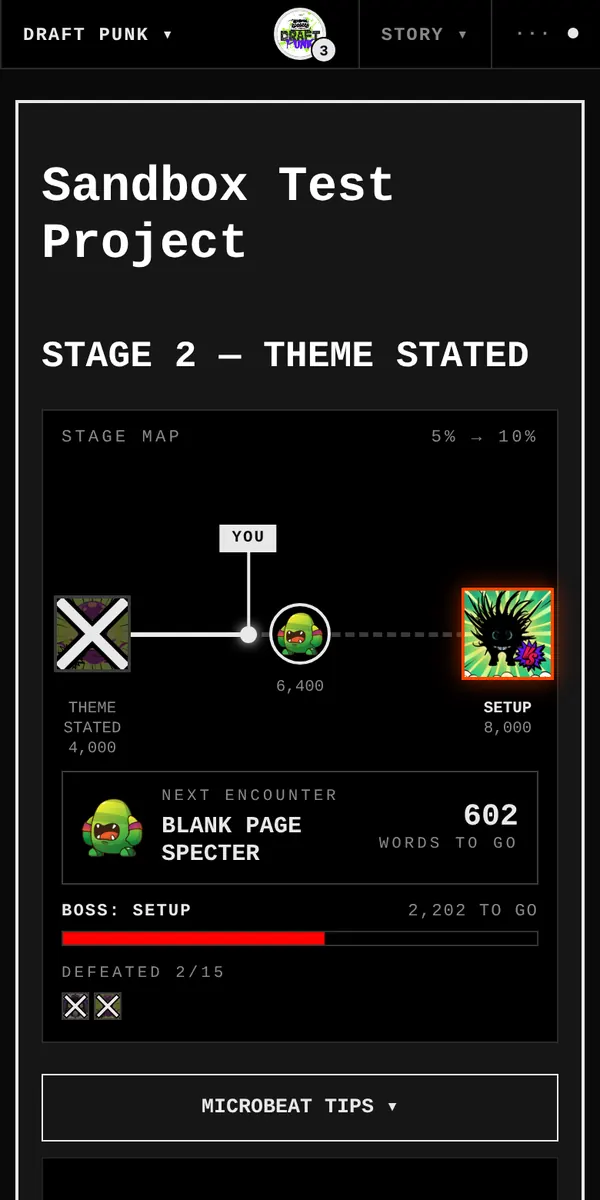 DRAFT PUNK ▾
DRAFT
PUNK
3
STORY ▾
...
Sandbox Test
Project
STAGE 2 — THEME STATED
STAGE MAP
5% → 10%
YOU
VS
6,400
THEME
STATED
4,000
SETUP
8,000
NEXT ENCOUNTER
BLANK PAGE
SPECTER
602
WORDS TO GO
BOSS: SETUP
2,202 TO GO
DEFEATED 2/15
MICROBEAT TIPS ▾